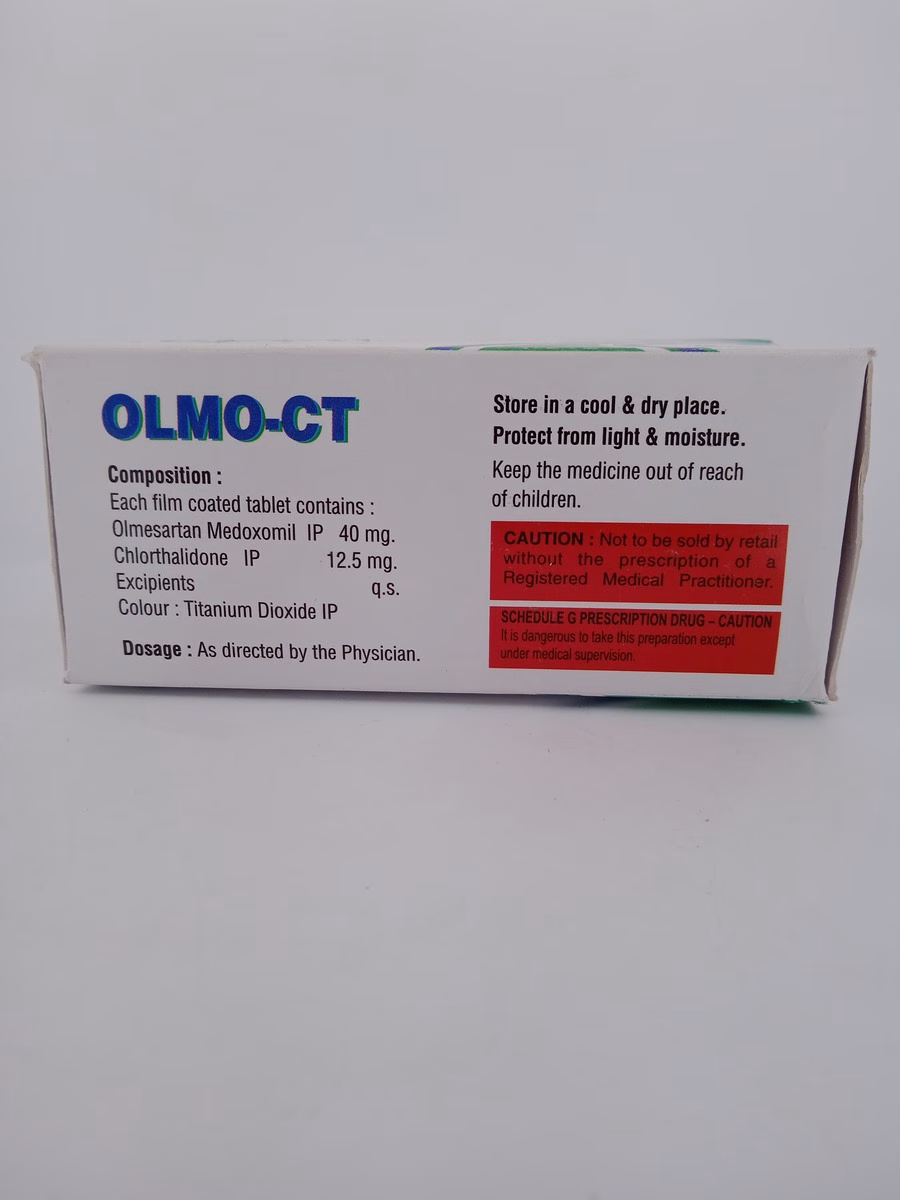 OLMO-CT
Composition :
Each film coated tablet contains :
Olmesartan Medoxomil IP 40 mg.
Chlorthalidone IP 12.5 mg.
Excipients q.s.
Colour : Titanium Dioxide IP
Dosage : As directed by the Physician.
Store in a cool & dry place.
Protect from light & moisture.
Keep the medicine out of reach
of children.
CAUTION : Not to be sold by retail
without the prescription of a
Registered Medical Practitioner.
SCHEDULE G PRESCRIPTION DRUG – CAUTION
It is dangerous to take this preparation except
under medical supervision.